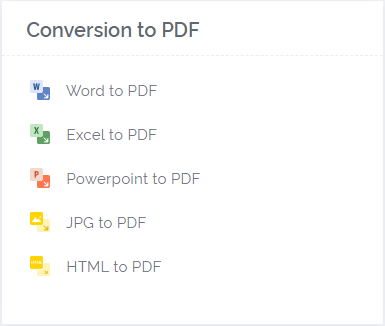 Conversion to PDF
W Word to PDF
X Excel to PDF
P Powerpoint to PDF
JPG to PDF
HTML HTML to PDF